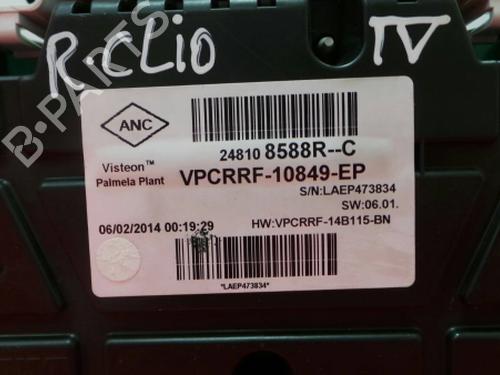 R.CLIO IV
B-PARTS
ANC
24810 8588R--C
Visteon™
Palmela Plant
VPCRRF-10849-EP
S/N:LAEP473834
SW:06.01.
06/02/2014 00:19:29
HW:VPCRRF-14B115-BN
*LAEP473834*